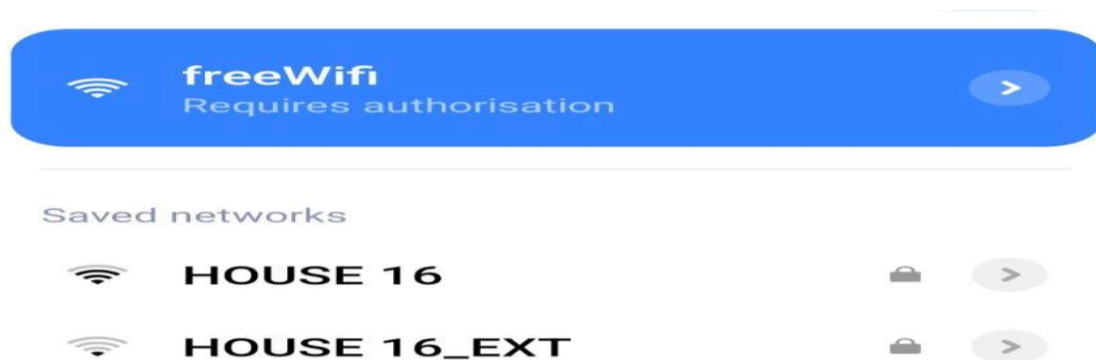 freeWifi
Requires authorisation
Saved networks
HOUSE 16
HOUSE 16_EXT